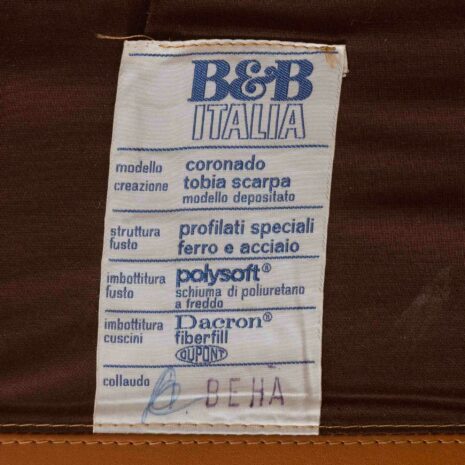 B&B
ITALIA
modello coronado
creazione tobia scarpa
modello depositato
struttura profilati speciali
fusto ferro e acciaio
imbottitura polysoft®
fusto schiuma di poliuretano
a freddo
imbottitura Dacron®
cuscini fiberfill
DUPONT
collaudo BEHA